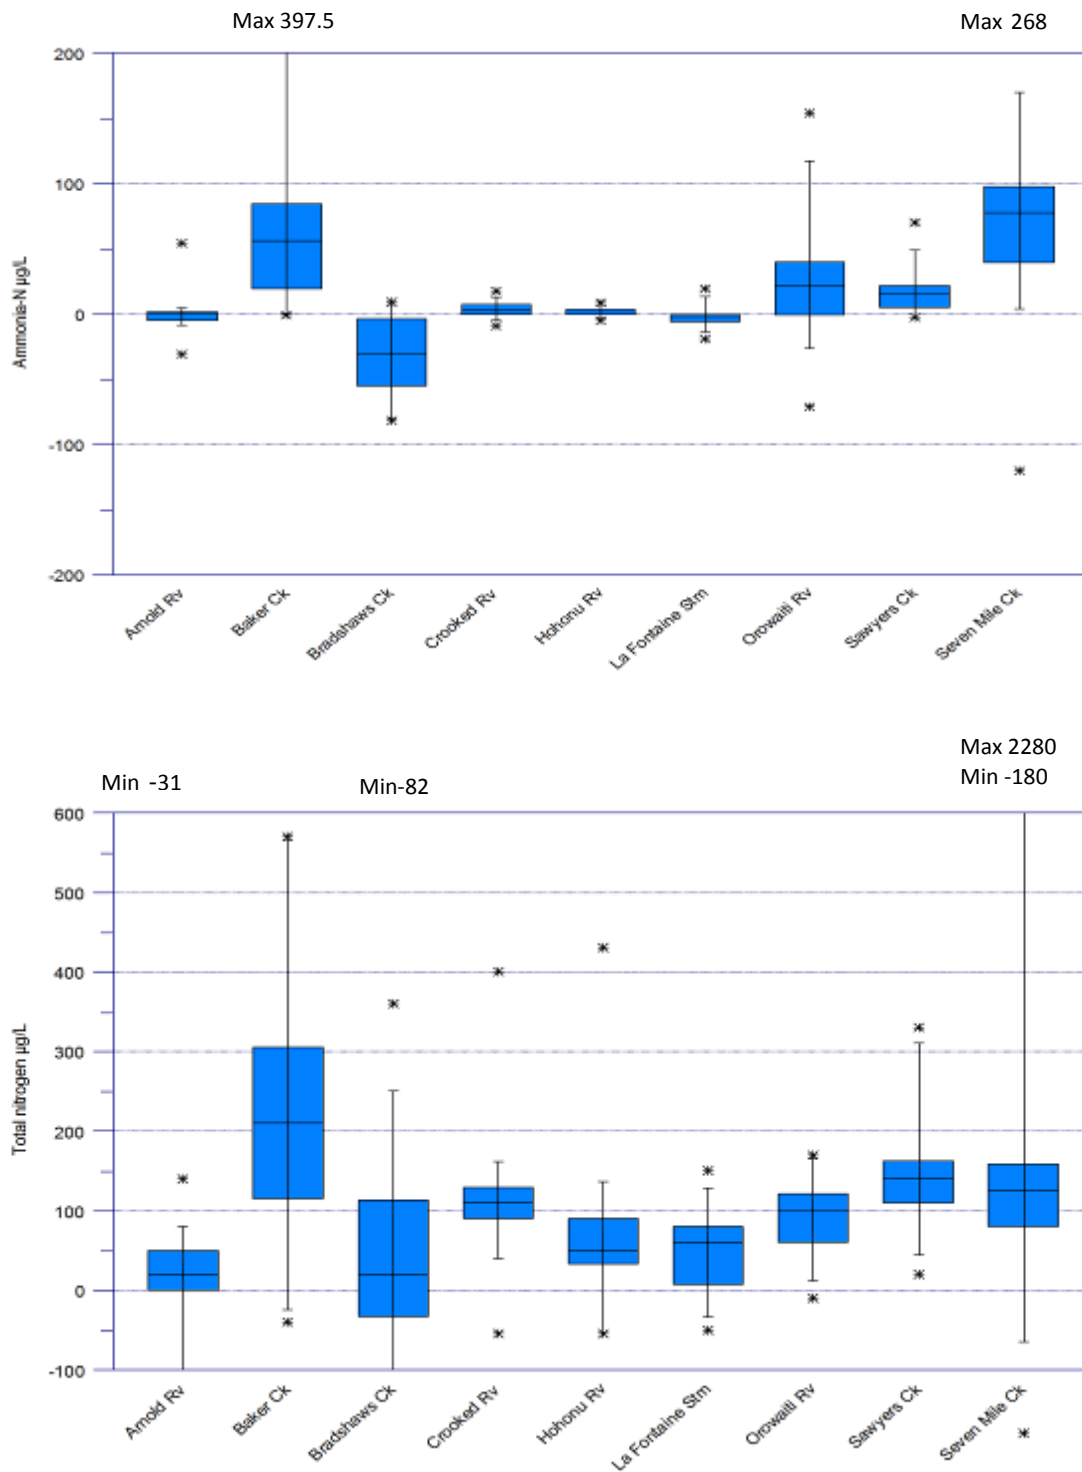 Max 397.5
Max 268
200
100
0
-100
-200
Ammonia-N µg/L
Arnold Rv
Baker Ck
Bradshaws Ck
Crooked Rv
Hohonu Rv
La Fontaine Stm
Orowaiti Rv
Sawyers Ck
Seven Mile Ck
Max 2280
Min -31
Min-82
Min -180
600
500
400
300
200
100
0
-100
Total nitrogen µg/L
Arnold Rv
Baker Ck
Bradshaws Ck
Crooked Rv
Hohonu Rv
La Fontaine Stm
Orowaiti Rv
Sawyers Ck
Seven Mile Ck